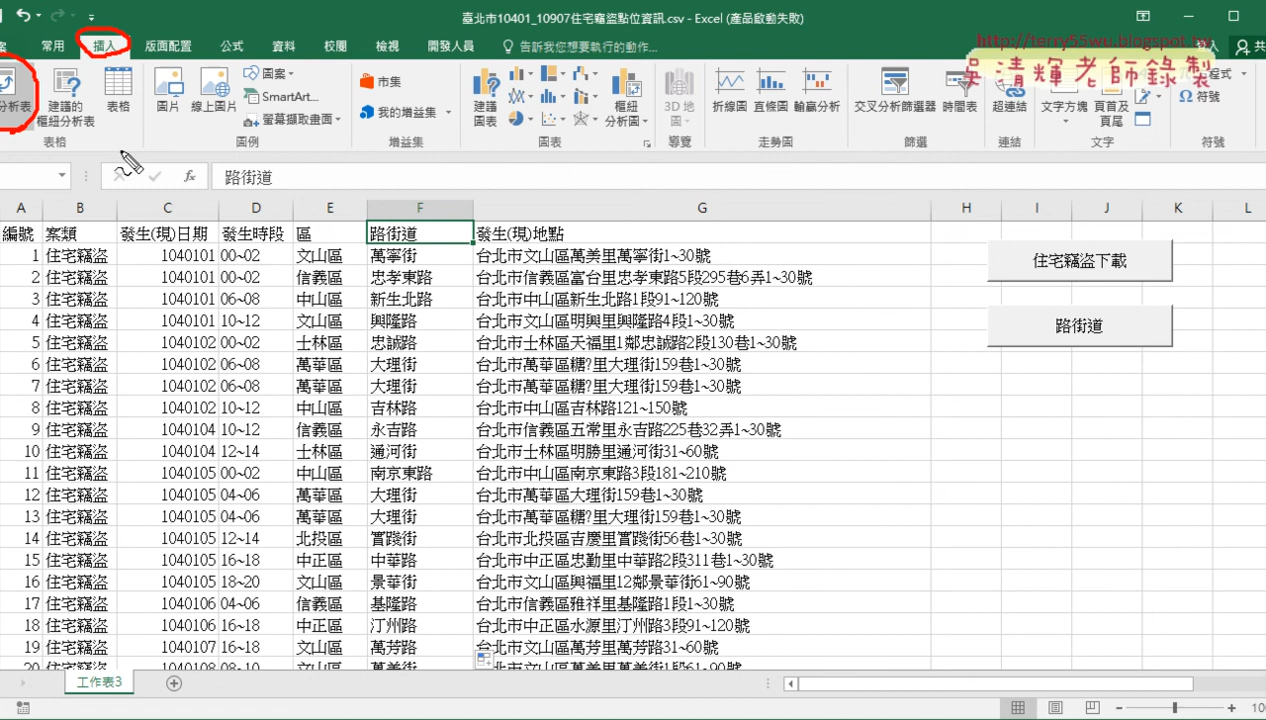 臺北市10401_10907住宅竊盜點位資訊.csv - Excel (產品啟動失敗)
http://terry55wu.blogspot.tw
吳清輝老師錄製
案 常用 插入 版面配置 公式 資料 校閱 檢視 開發人員 告訴我您想要執行的動作... 登入 共
分析表 建議的樞紐分析表 表格 圖片 線上圖片 圖案 SmartArt... 螢幕擷取畫面 市集 我的增益集 建議圖表 樞紐分析圖 3D 地圖 折線圖 直條圖 輸贏分析 交叉分析篩選器 時間表 超連結 文字方塊 頁首及頁尾 程式 Ω 符號
表格 圖例 增益集 圖表 導覽 走勢圖 篩選 連結 文字 符號
fx 路街道
A B C D E F G H I J K L
編號 案類 發生(現)日期 發生時段 區 路街道 發生(現)地點
1 住宅竊盜 1040101 00~02 文山區 萬寧街 台北市文山區萬美里萬寧街1~30號
2 住宅竊盜 1040101 00~02 信義區 忠孝東路 台北市信義區富台里忠孝東路5段295巷6弄1~30號
3 住宅竊盜 1040101 06~08 中山區 新生北路 台北市中山區新生北路1段91~120號
4 住宅竊盜 1040101 10~12 文山區 興隆路 台北市文山區明興里興隆路4段1~30號
5 住宅竊盜 1040102 00~02 士林區 忠誠路 台北市士林區天福里1鄰忠誠路2段130巷1~30號
6 住宅竊盜 1040102 06~08 萬華區 大理街 台北市萬華區糖?里大理街159巷1~30號
7 住宅竊盜 1040102 06~08 萬華區 大理街 台北市萬華區糖?里大理街159巷1~30號
8 住宅竊盜 1040102 10~12 中山區 吉林路 台北市中山區吉林路121~150號
9 住宅竊盜 1040104 10~12 信義區 永吉路 台北市信義區五常里永吉路225巷32弄1~30號
10 住宅竊盜 1040104 12~14 士林區 通河街 台北市士林區明勝里通河街31~60號
11 住宅竊盜 1040105 00~02 中山區 南京東路 台北市中山區南京東路3段181~210號
12 住宅竊盜 1040105 04~06 萬華區 大理街 台北市萬華區大理街159巷1~30號
13 住宅竊盜 1040105 04~06 萬華區 大理街 台北市萬華區糖?里大理街159巷1~30號
14 住宅竊盜 1040105 12~14 北投區 實踐街 台北市北投區吉慶里實踐街56巷1~30號
15 住宅竊盜 1040105 16~18 中正區 中華路 台北市中正區忠勤里中華路2段311巷1~30號
16 住宅竊盜 1040105 18~20 文山區 景華街 台北市文山區興福里12鄰景華街61~90號
17 住宅竊盜 1040106 04~06 信義區 基隆路 台北市信義區雅祥里基隆路1段1~30號
18 住宅竊盜 1040106 16~18 中正區 汀州路 台北市中正區水源里汀州路3段91~120號
19 住宅竊盜 1040107 16~18 文山區 萬芳路 台北市文山區萬芳里萬芳路31~60號
20 住宅竊盜 1040108 08~10 文山區 萬美街 台北市文山區萬美里萬美街1段61~90號
住宅竊盜下載
路街道
工作表3
10